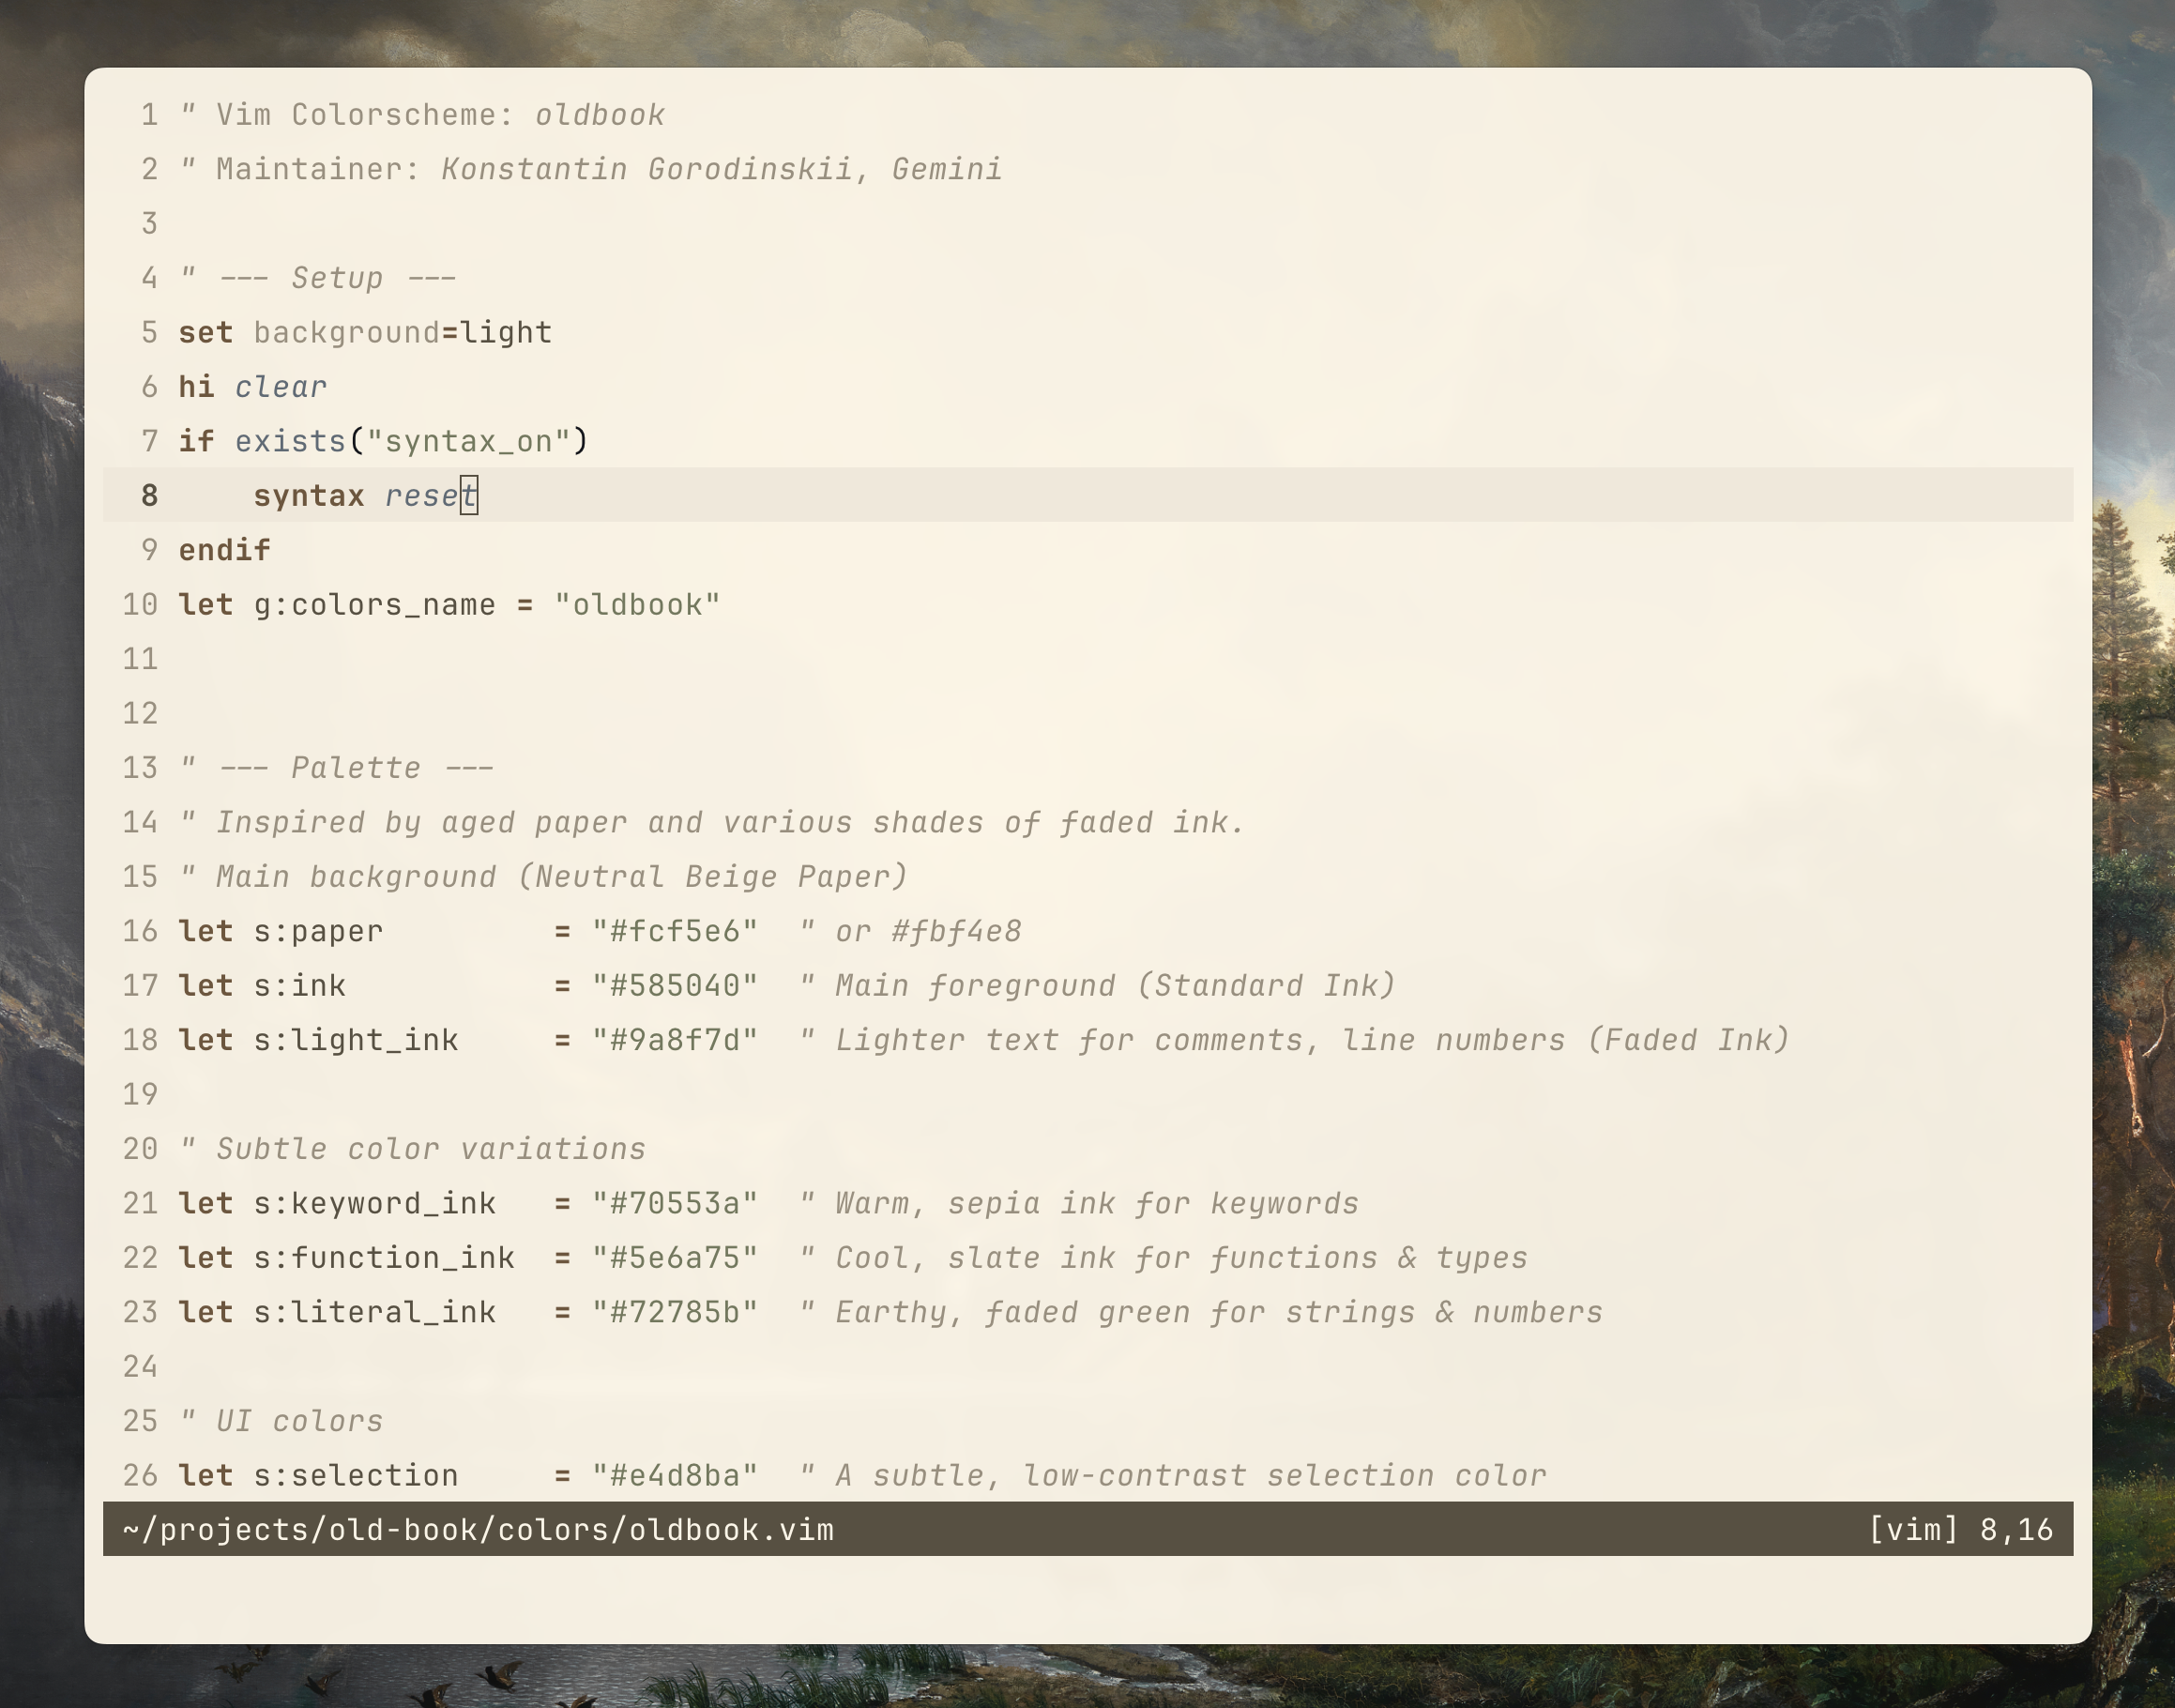 1 " Vim Colorscheme: oldbook
2 " Maintainer: Konstantin Gorodinskii, Gemini
3
4 " --- Setup ---
5 set background=light
6 hi clear
7 if exists("syntax_on")
8     syntax reset
9 endif
10 let g:colors_name = "oldbook"
11
12
13 " --- Palette ---
14 " Inspired by aged paper and various shades of faded ink.
15 " Main background (Neutral Beige Paper)
16 let s:paper         = "#fcf5e6"  " or #fbf4e8
17 let s:ink           = "#585040"  " Main foreground (Standard Ink)
18 let s:light_ink     = "#9a8f7d"  " Lighter text for comments, line numbers (Faded Ink)
19
20 " Subtle color variations
21 let s:keyword_ink   = "#70553a"  " Warm, sepia ink for keywords
22 let s:function_ink  = "#5e6a75"  " Cool, slate ink for functions & types
23 let s:literal_ink   = "#72785b"  " Earthy, faded green for strings & numbers
24
25 " UI colors
26 let s:selection     = "#e4d8ba"  " A subtle, low-contrast selection color
~/projects/old-book/colors/oldbook.vim [vim] 8,16